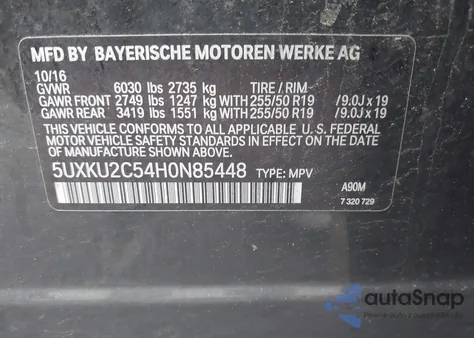 MFD BY BAYERISCHE MOTOREN WERKE AG
10/16
GVWR 6030 lbs 2735 kg TIRE / RIM
GAWR FRONT 2749 lbs 1247 kg WITH 255/50 R19 /9.0J x 19
GAWR REAR 3419 lbs 1551 kg WITH 255/50 R19 /9.0J x 19
THIS VEHICLE CONFORMS TO ALL APPLICABLE U. S. FEDERAL
MOTOR VEHICLE SAFETY STANDARDS IN EFFECT ON THE DATE OF
MANUFACTURE SHOWN ABOVE.
5UXKU2C54H0N85448 TYPE: MPV
A90M
7 320 729
autoSnap